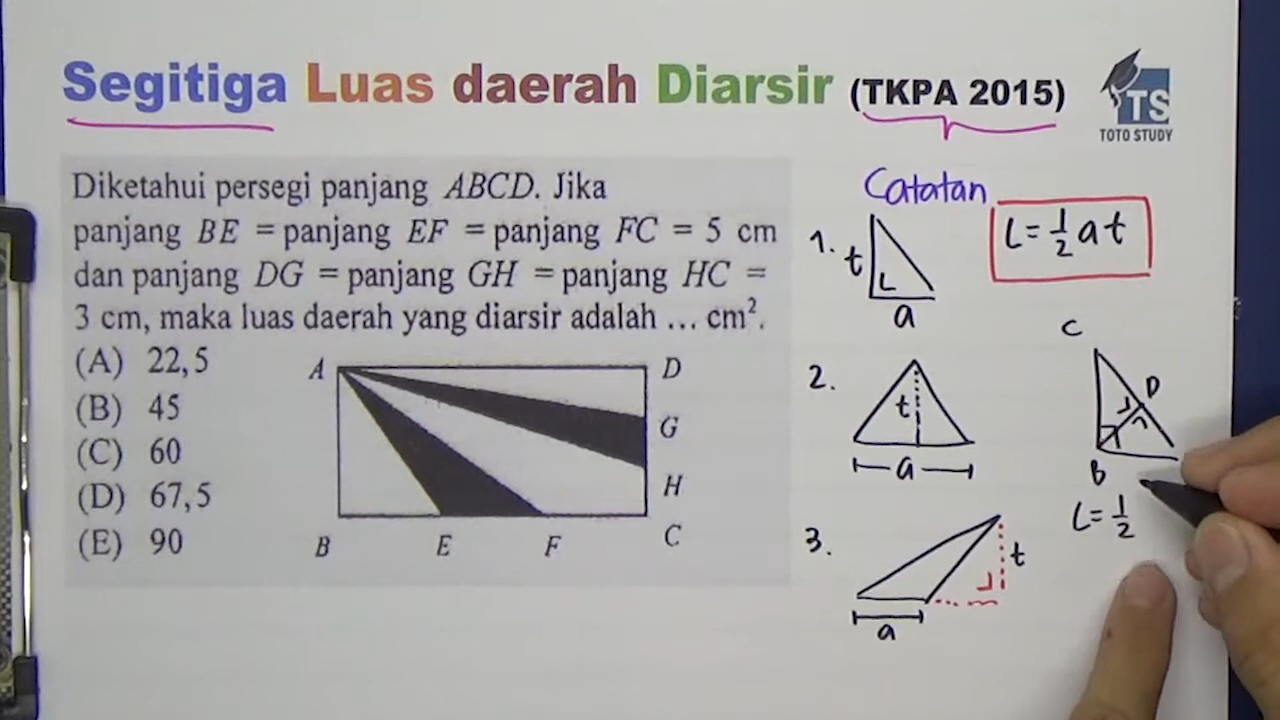 Segitiga Luas daerah Diarsir (TKPA 2015)
TS
TOTO STUDY
Diketahui persegi panjang ABCD. Jika
panjang BE = panjang EF = panjang FC = 5 cm
dan panjang DG = panjang GH = panjang HC =
3 cm, maka luas daerah yang diarsir adalah ... cm².
(A) 22,5
(B) 45
(C) 60
(D) 67,5
(E) 90
A
D
G
H
C
B
E
F
Catatan
L = 1/2 a t
1.
t
L
a
2.
t
a
3.
t
a
C
D
B
L = 1/2